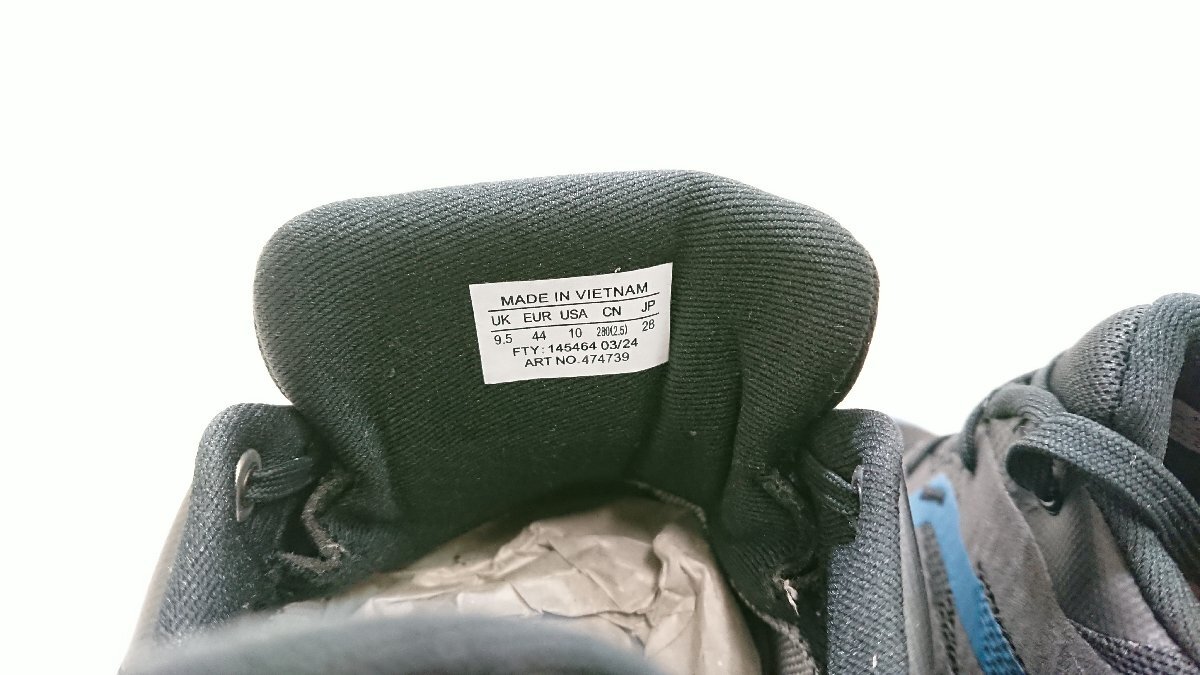 MADE IN VIETNAM
UK EUR USA CN JP
9.5 44 10 280(2.5) 28
FTY: 145464 03/24
ART NO. 474739